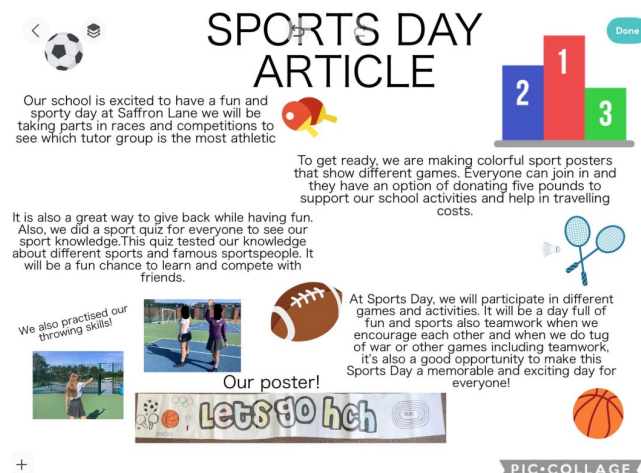 SPORTS DAY
ARTICLE
Done
Our school is excited to have a fun and
sporty day at Saffron Lane we will be
taking parts in races and competitions to
see which tutor group is the most athletic
1
2
3
To get ready, we are making colorful sport posters
that show different games. Everyone can join in and
they have an option of donating five pounds to
support our school activities and help in travelling
costs.
It is also a great way to give back while having fun.
Also, we did a sport quiz for everyone to see our
sport knowledge.This quiz tested our knowledge
about different sports and famous sportspeople. It
will be a fun chance to learn and compete with
friends.
We also practised our
throwing skills!
At Sports Day, we will participate in different
games and activities. It will be a day full of
fun and sports also teamwork when we
encourage each other and when we do tug
of war or other games including teamwork,
it's also a good opportunity to make this
Sports Day a memorable and exciting day for
everyone!
Our poster!
Lets go hch
PIC•COLLAGE